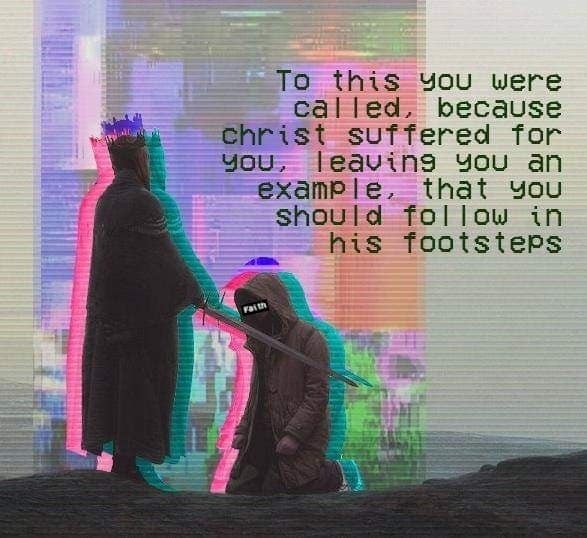 To this you were
called, because
christ suffered for
you, leaving you an
example, that you
should follow in
his footsteps
Faith